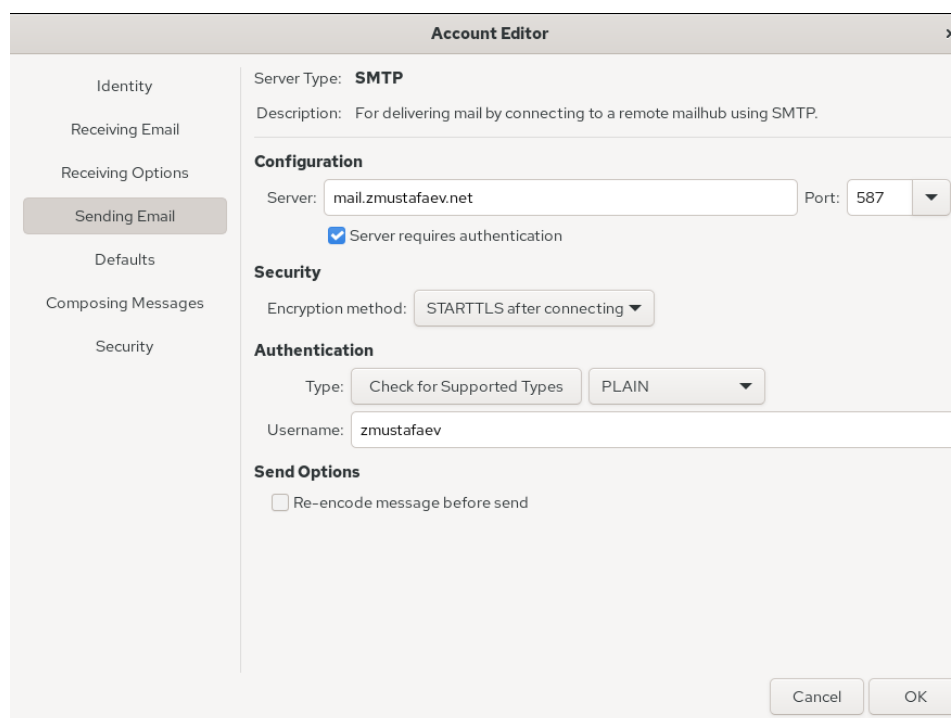 Account Editor
Identity
Receiving Email
Receiving Options
Sending Email
Defaults
Composing Messages
Security
Server Type: SMTP
Description: For delivering mail by connecting to a remote mailhub using SMTP.
Configuration
Server: mail.zmustafaev.net Port: 587
Server requires authentication
Security
Encryption method: STARTTLS after connecting
Authentication
Type: Check for Supported Types PLAIN
Username: zmustafaev
Send Options
Re-encode message before send
Cancel OK